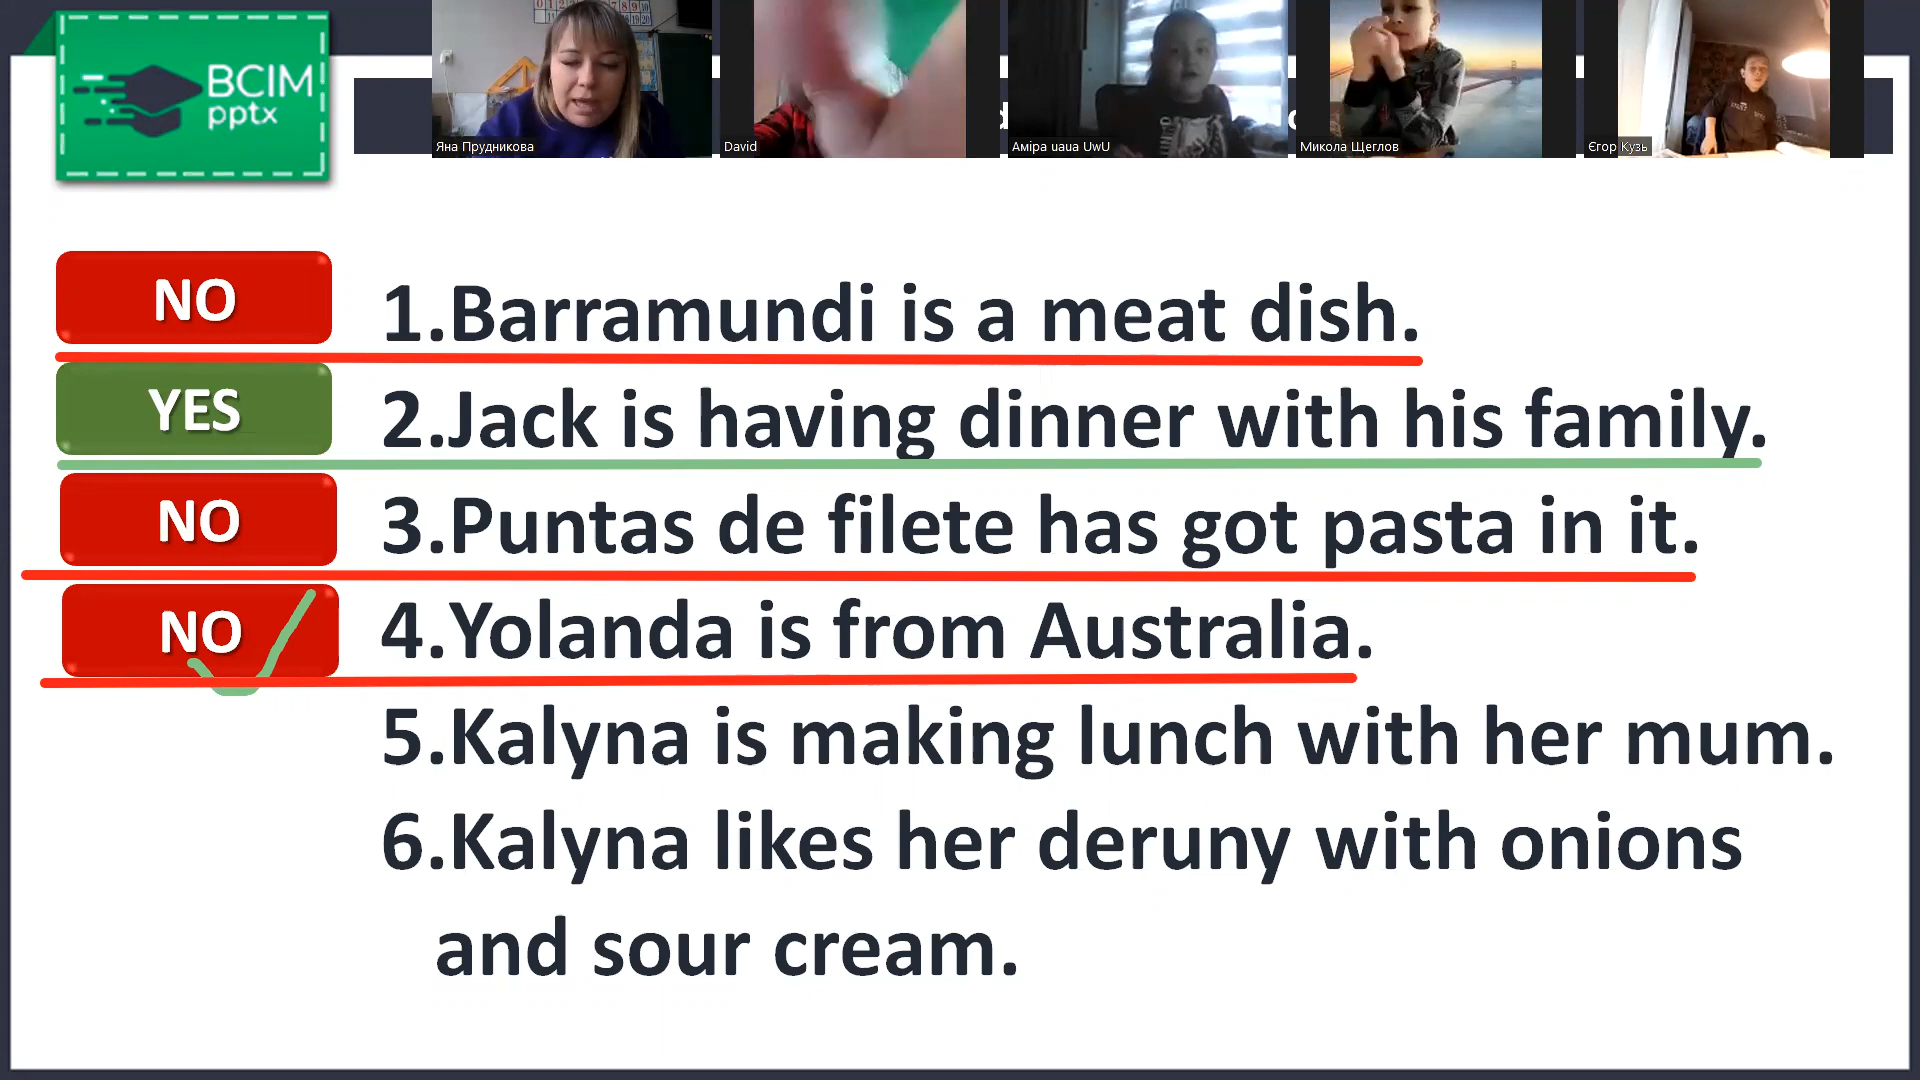 BCIM
pptx
Яна Прудникова
David
Аміра uaua UwU
Микола Щеглов
Єгор Кузь
NO
1.Barramundi is a meat dish.
YES
2.Jack is having dinner with his family.
NO
3.Puntas de filete has got pasta in it.
NO
4.Yolanda is from Australia.
5.Kalyna is making lunch with her mum.
6.Kalyna likes her deruny with onions
and sour cream.